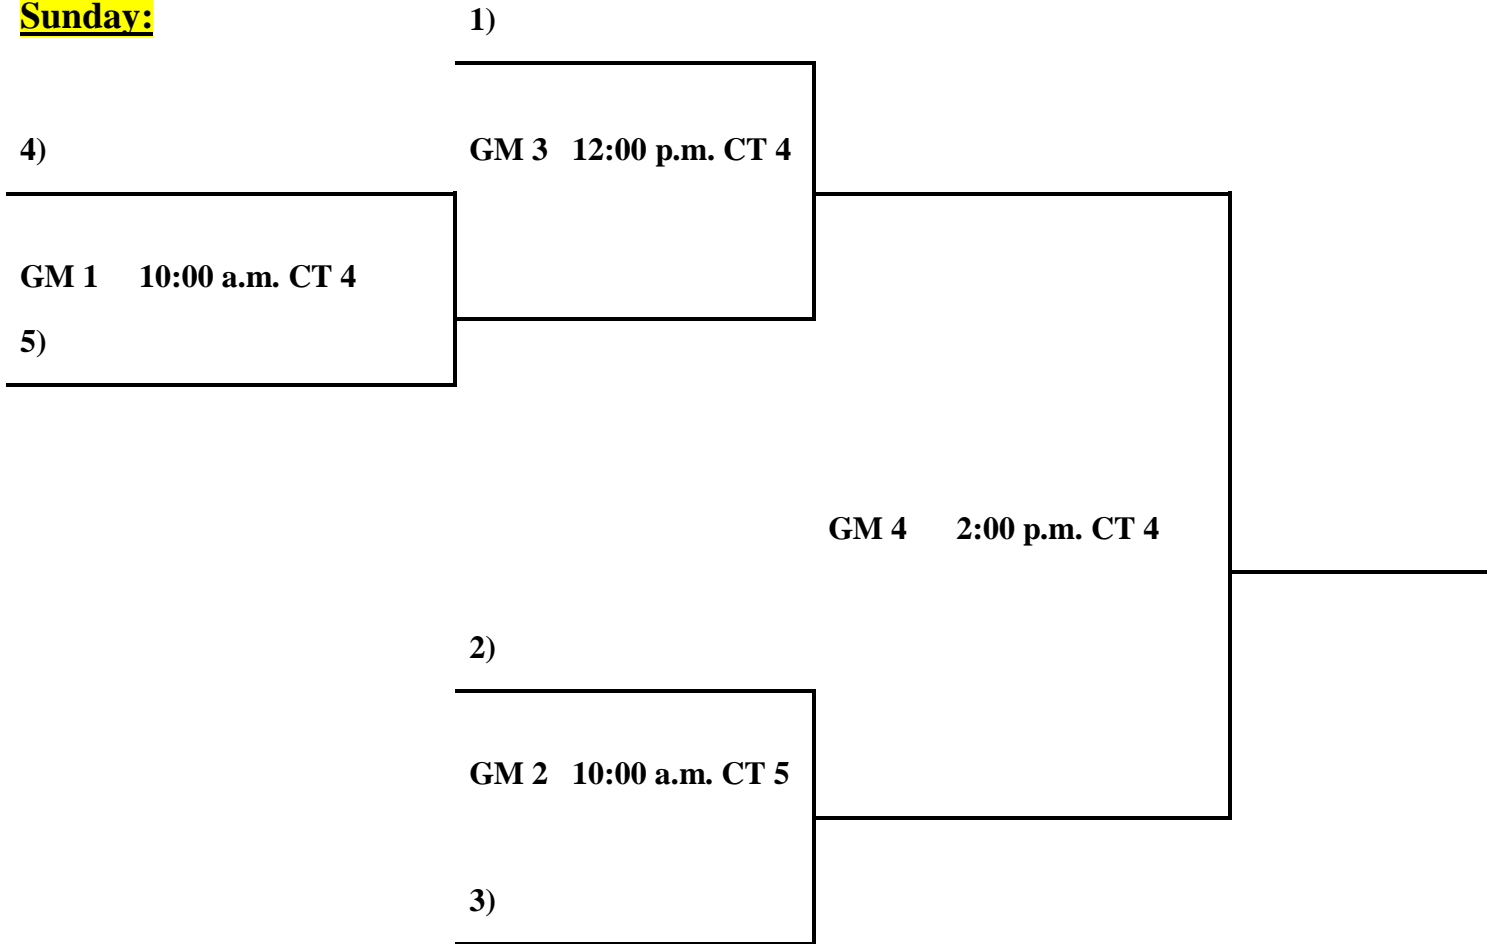 Sunday:
1)
4)
GM 3 12:00 p.m. CT 4
GM 1 10:00 a.m. CT 4
5)
GM 4 2:00 p.m. CT 4
2)
GM 2 10:00 a.m. CT 5
3)